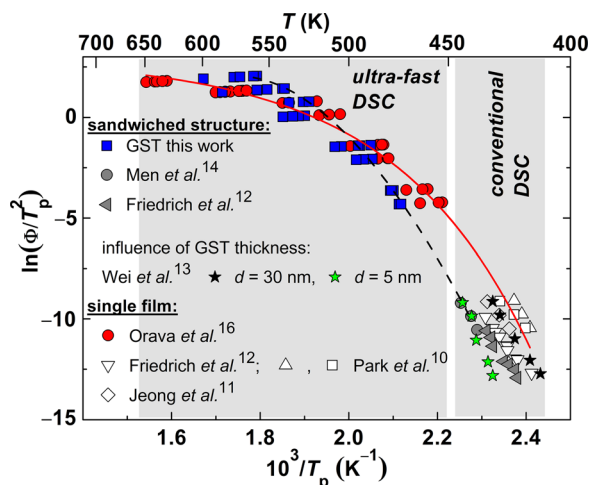 T (K)
700 650 600 550 500 450 400
ultra-fast
DSC
conventional
DSC
sandwiched structure:
GST this work
Men et al.14
Friedrich et al.12
influence of GST thickness:
Wei et al.13 ★ d = 30 nm, ★ d = 5 nm
single film:
Orava et al.16
Friedrich et al.12; △ , □ Park et al.10
Jeong et al.11
ln(Φ/Tp2)
5
0
-5
-10
-15
1.6 1.8 2.0 2.2 2.4
10³/Tp (K⁻¹)